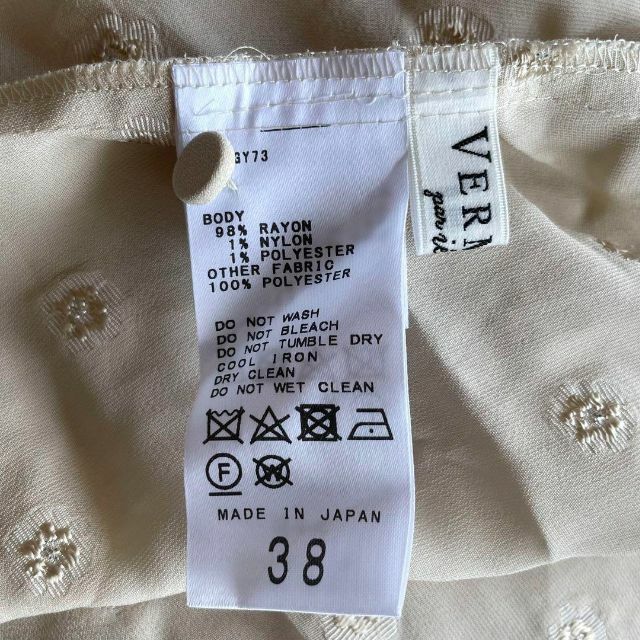 GY73
BODY
98% RAYON
1% NYLON
1% POLYESTER
OTHER FABRIC
100% POLYESTER
DO NOT WASH
DO NOT BLEACH
DO NOT TUMBLE DRY
COOL IRON
DRY CLEAN
DO NOT WET CLEAN
F
W
MADE IN JAPAN
38
VER
par